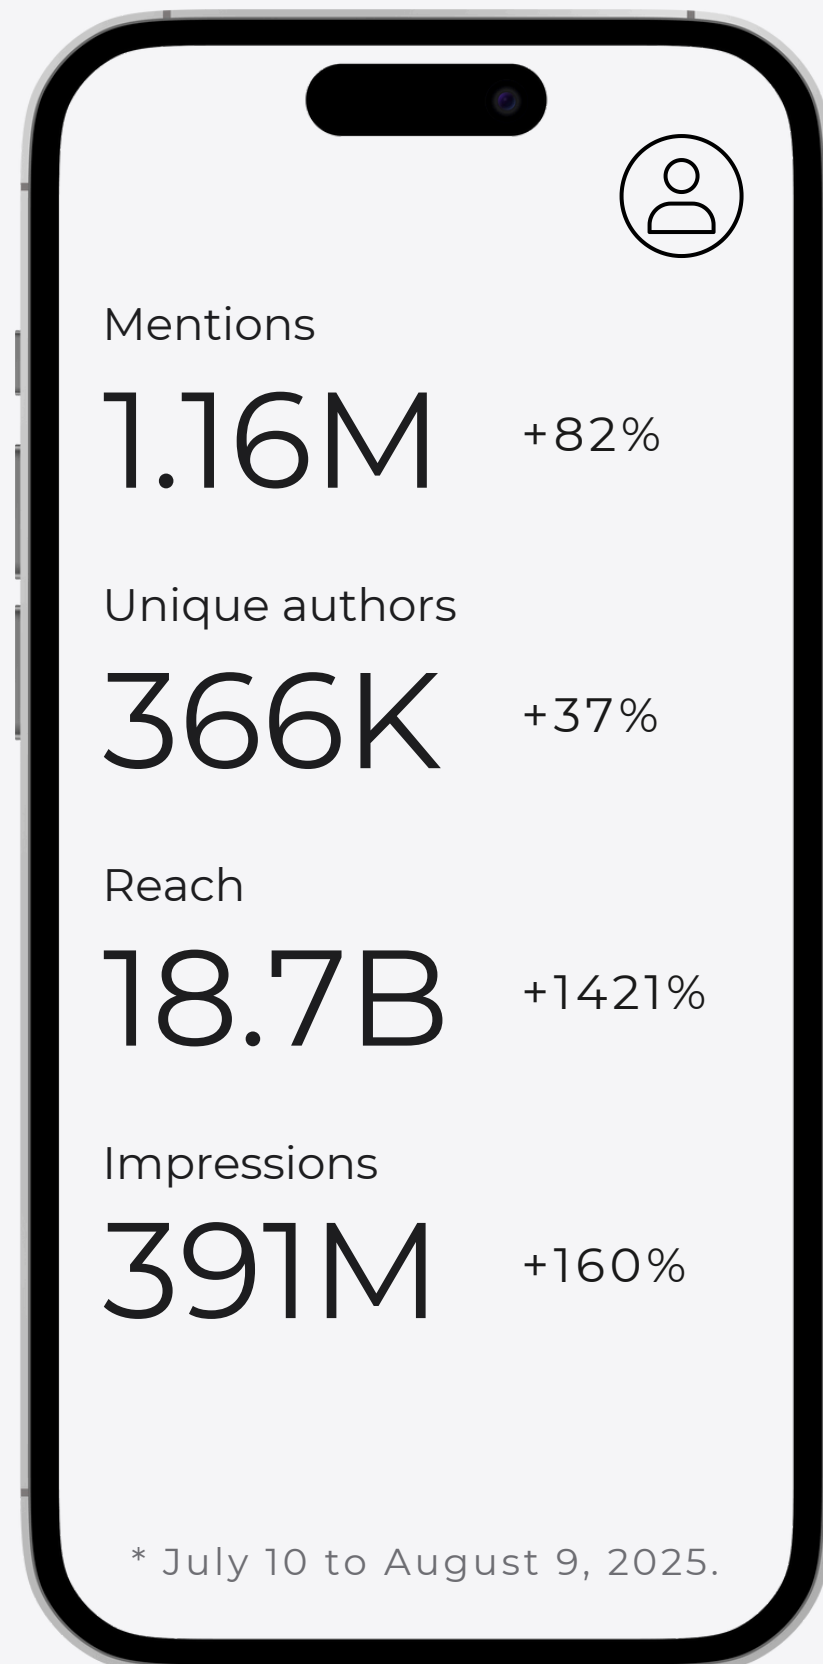 Mentions
1.16M +82%
Unique authors
366K +37%
Reach
18.7B +1421%
Impressions
391M +160%
* July 10 to August 9, 2025.